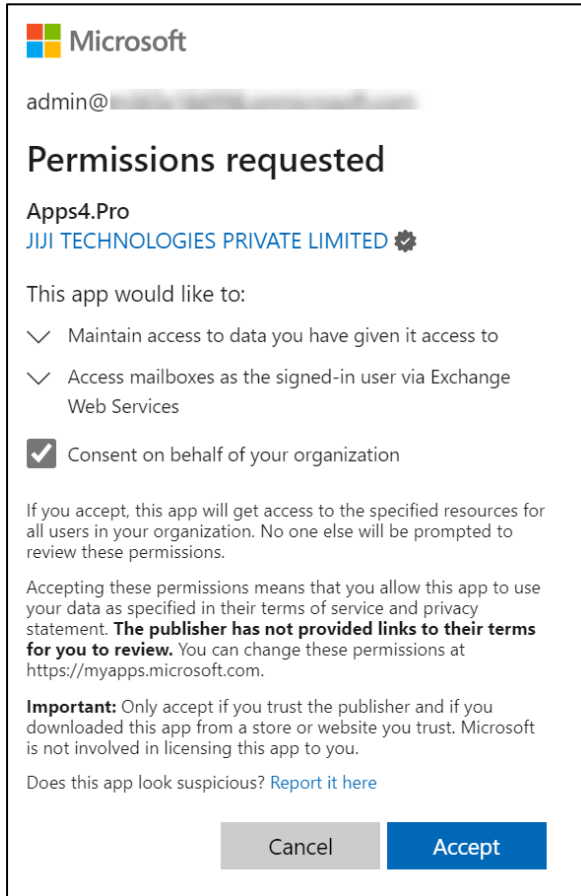 Microsoft
admin@
Permissions requested
Apps4.Pro
JIJI TECHNOLOGIES PRIVATE LIMITED
This app would like to:
Maintain access to data you have given it access to
Access mailboxes as the signed-in user via Exchange
Web Services
Consent on behalf of your organization
If you accept, this app will get access to the specified resources for
all users in your organization. No one else will be prompted to
review these permissions.
Accepting these permissions means that you allow this app to use
your data as specified in their terms of service and privacy
statement. The publisher has not provided links to their terms
for you to review. You can change these permissions at
https://myapps.microsoft.com.
Important: Only accept if you trust the publisher and if you
downloaded this app from a store or website you trust. Microsoft
is not involved in licensing this app to you.
Does this app look suspicious? Report it here
Cancel
Accept